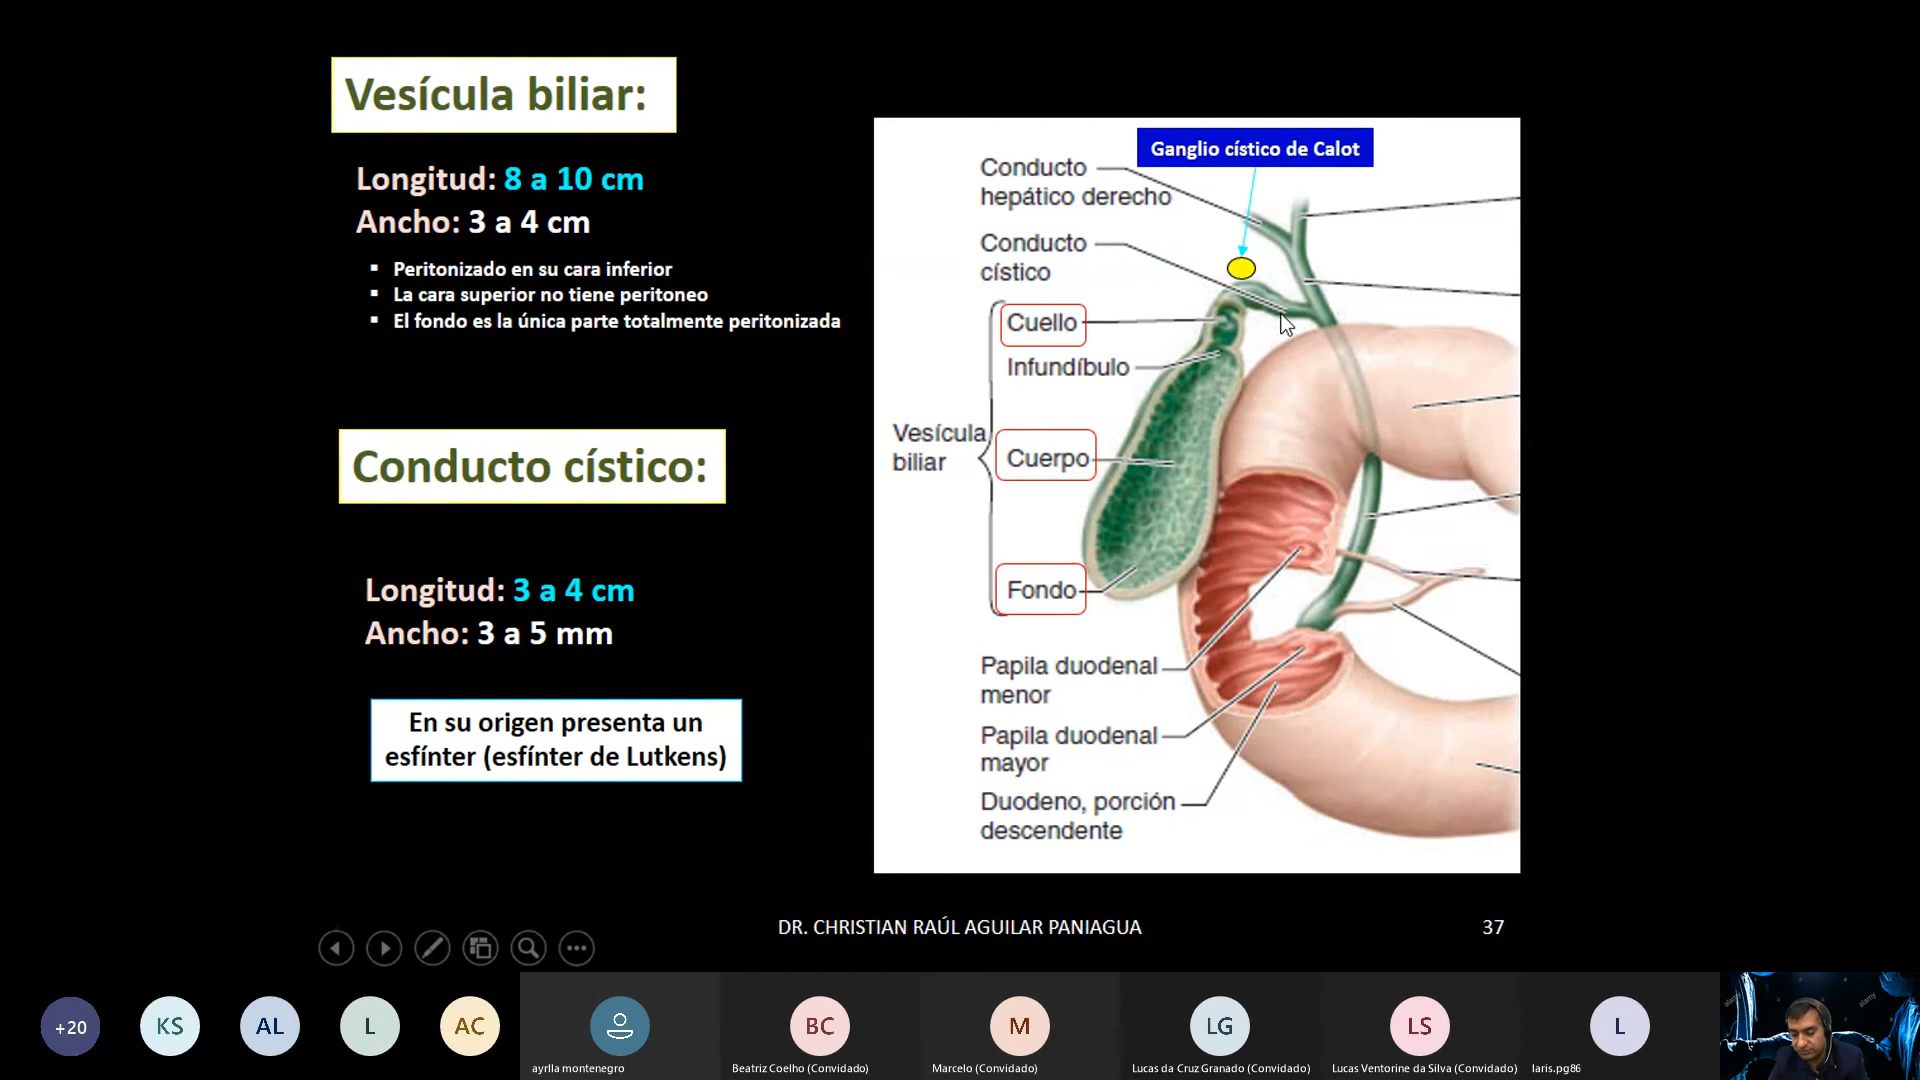 Vesícula biliar:
Longitud: 8 a 10 cm
Ancho: 3 a 4 cm
▪ Peritonizado en su cara inferior
▪ La cara superior no tiene peritoneo
▪ El fondo es la única parte totalmente peritonizada
Conducto cístico:
Longitud: 3 a 4 cm
Ancho: 3 a 5 mm
En su origen presenta un
esfínter (esfínter de Lutkens)
Ganglio cístico de Calot
Conducto
hepático derecho
Conducto
cístico
Cuello
Infundíbulo
Vesícula
biliar
Cuerpo
Fondo
Papila duodenal
menor
Papila duodenal
mayor
Duodeno, porción
descendente
DR. CHRISTIAN RAÚL AGUILAR PANIAGUA
37
+20
KS
AL
L
AC
BC
M
LG
LS
L
ayrlla montenegro
Beatriz Coelho (Convidado)
Marcelo (Convidado)
Lucas da Cruz Granado (Convidado)
Lucas Ventorine da Silva (Convidado)
laris.pg86
alamy
alamy